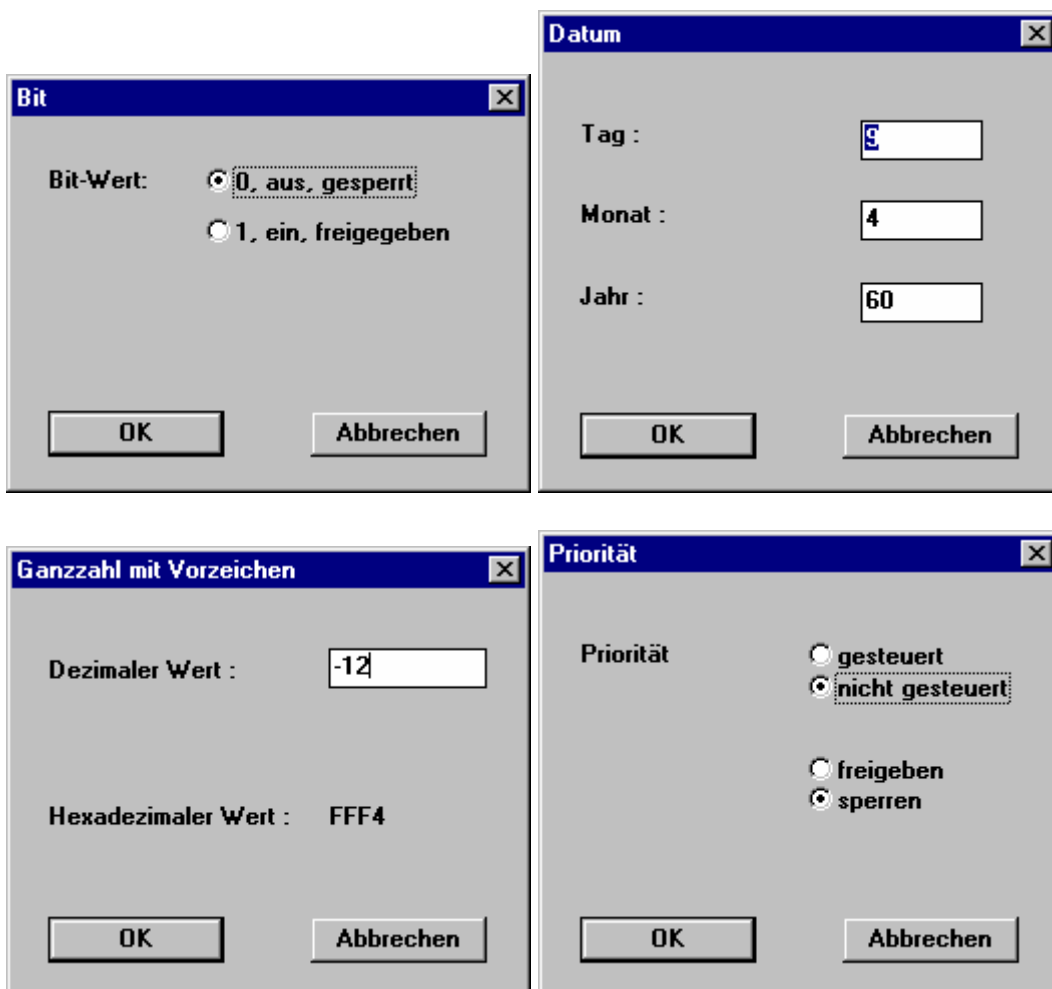 Bit
Bit-Wert: 0, aus, gesperrt
1, ein, freigegeben
OK Abbrechen
Datum
Tag : 9
Monat : 4
Jahr : 60
OK Abbrechen
Ganzzahl mit Vorzeichen
Dezimaler Wert : -12
Hexadezimaler Wert : FFF4
OK Abbrechen
Priorität
Priorität gesteuert
nicht gesteuert
freigeben
sperren
OK Abbrechen